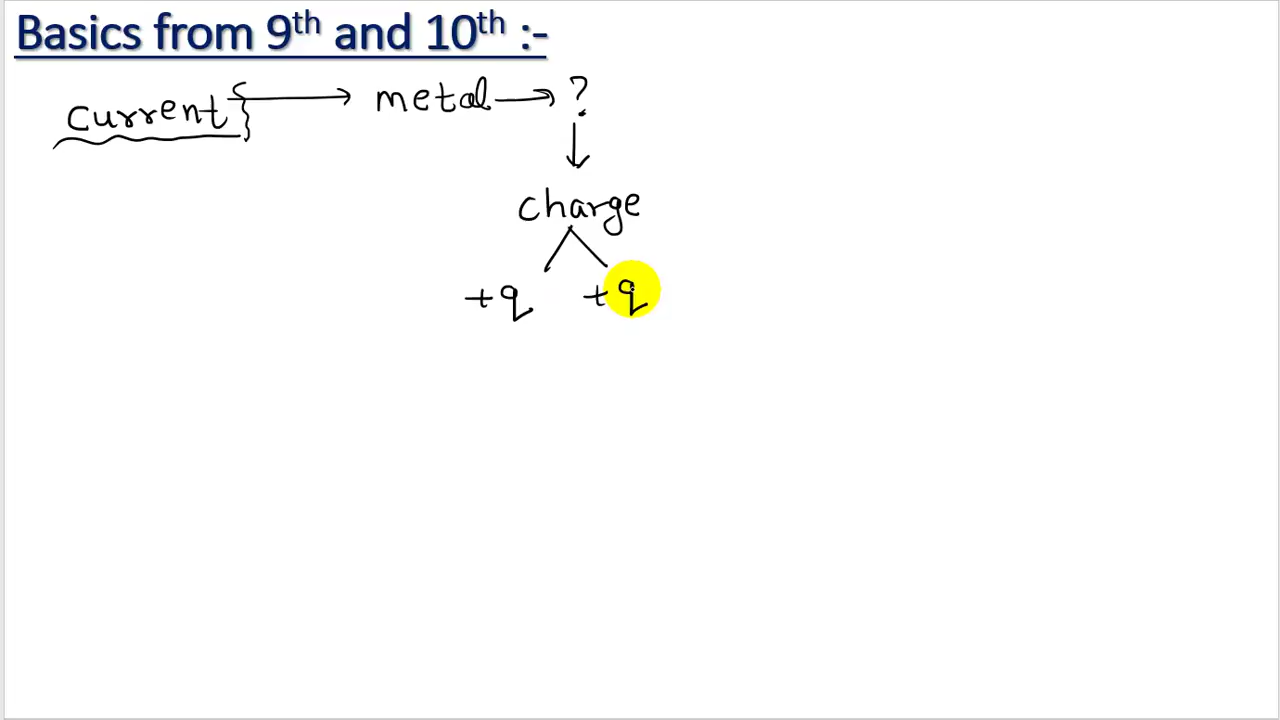 Basics from 9th and 10th :-
Current } → metal → ?
charge
+q +q